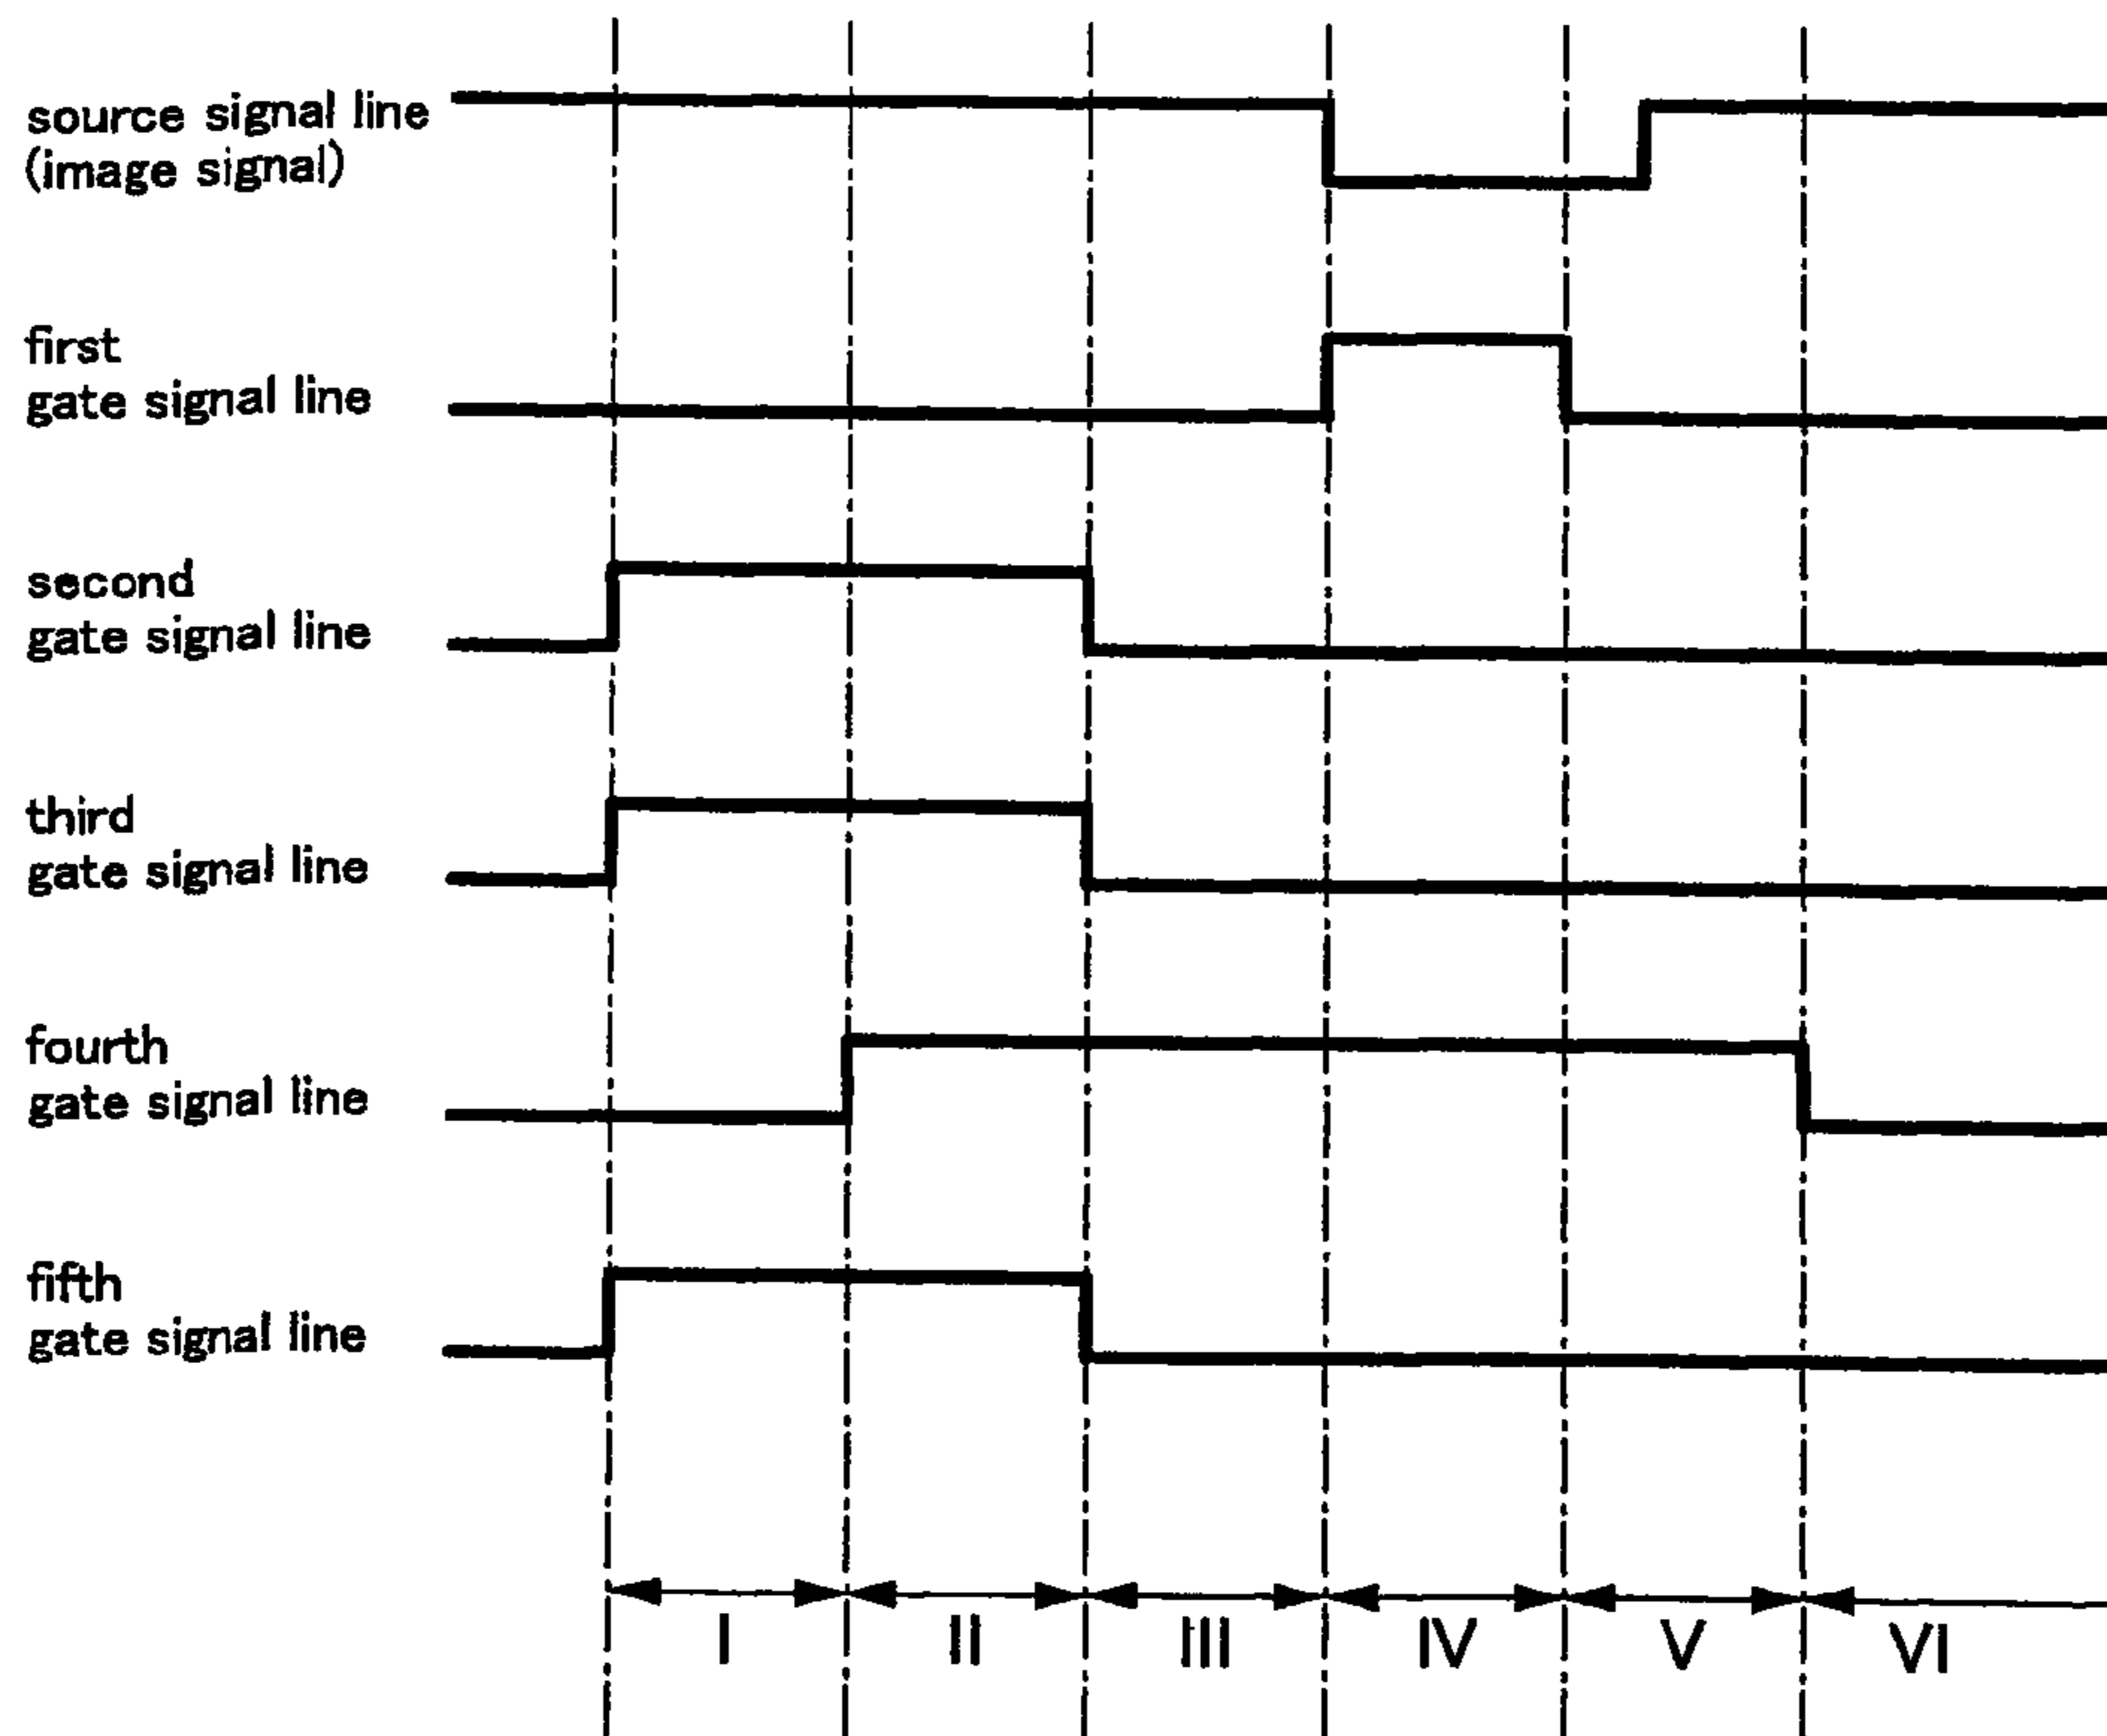 source signal line
(image signal)
first
gate signal line
second
gate signal line
third
gate signal line
fourth
gate signal line
fifth
gate signal line
I II III IV V VI